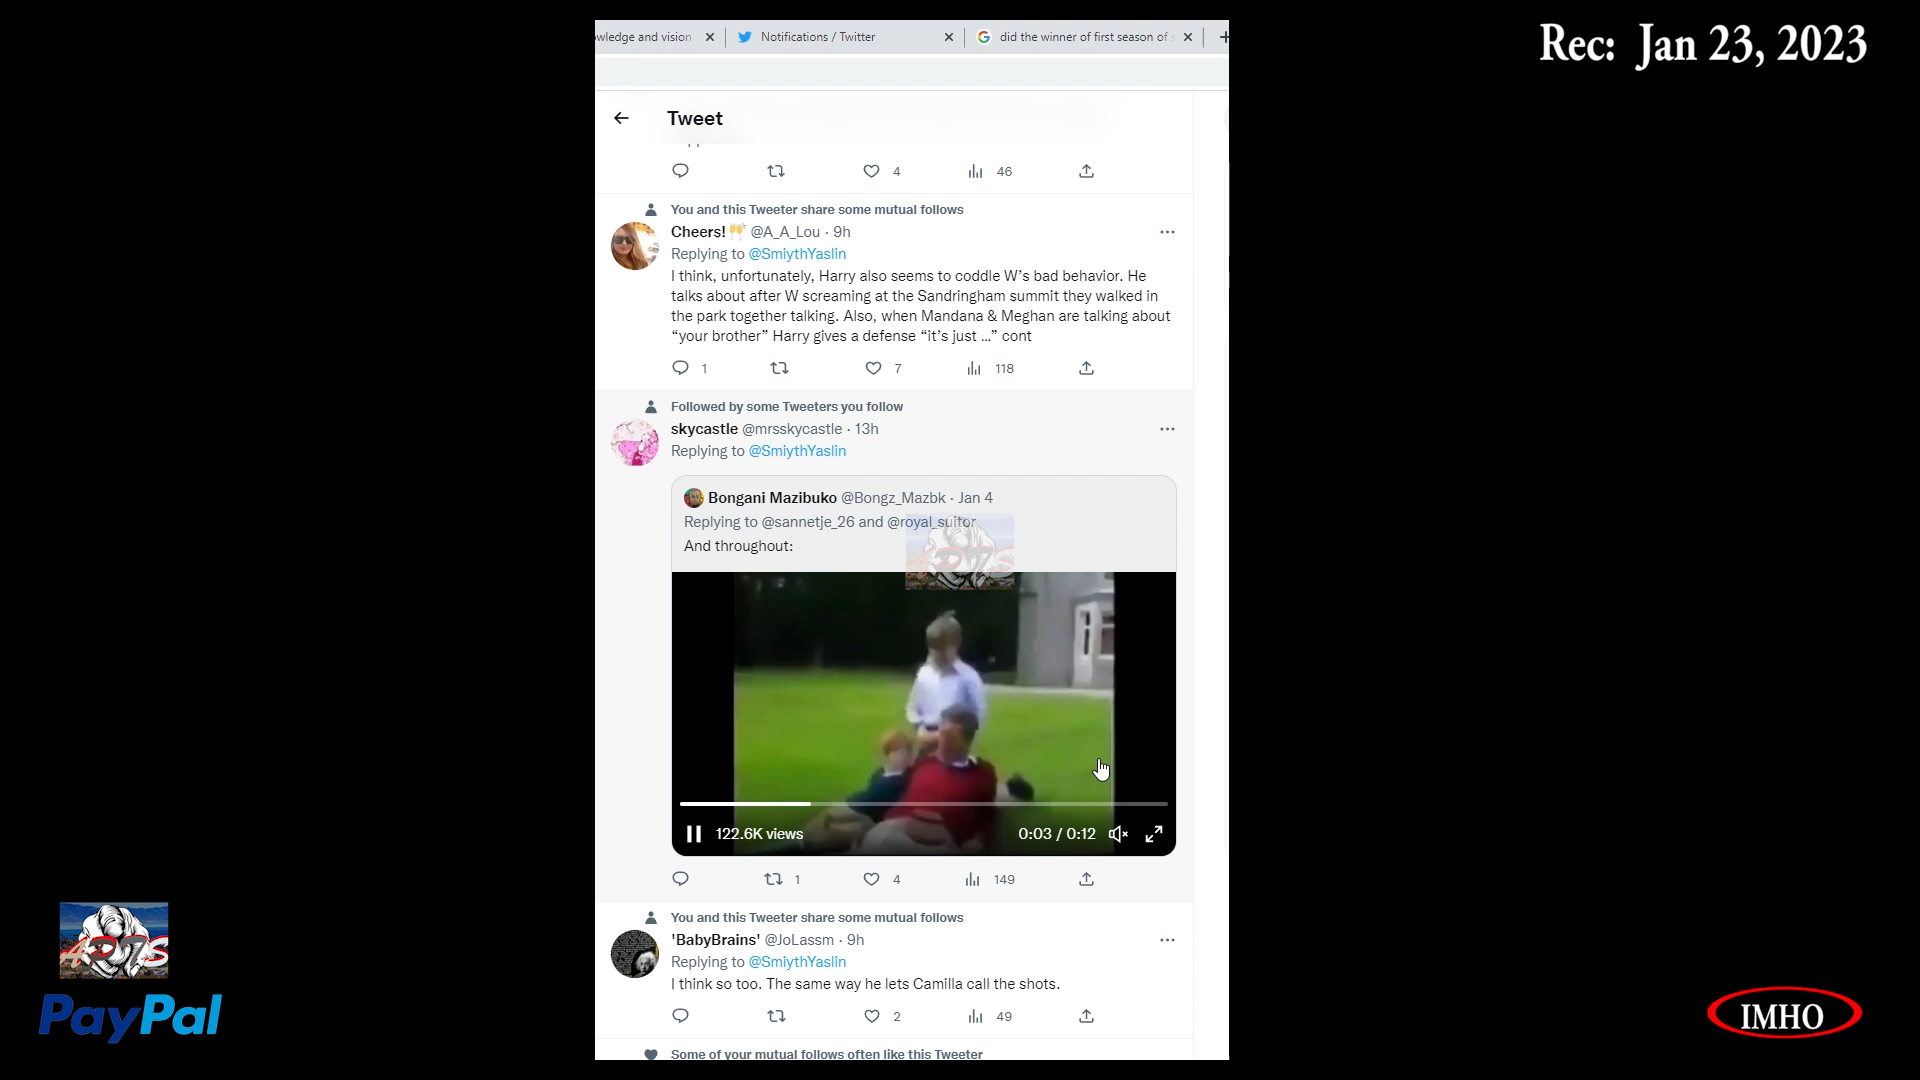 Rec: Jan 23, 2023
wledge and vision
Notifications / Twitter
did the winner of first season of
Tweet
4 46
You and this Tweeter share some mutual follows
Cheers! @A_A_Lou · 9h
Replying to @SmiythYaslin
I think, unfortunately, Harry also seems to coddle W's bad behavior. He
talks about after W screaming at the Sandringham summit they walked in
the park together talking. Also, when Mandana & Meghan are talking about
“your brother” Harry gives a defense “it's just ...” cont
1 7 118
Followed by some Tweeters you follow
skycastle @mrsskycastle · 13h
Replying to @SmiythYaslin
Bongani Mazibuko @Bongz_Mazbk · Jan 4
Replying to @sannetje_26 and @royal_suitor
And throughout:
122.6K views 0:03 / 0:12
1 4 149
You and this Tweeter share some mutual follows
'BabyBrains' @JoLassm · 9h
Replying to @SmiythYaslin
I think so too. The same way he lets Camilla call the shots.
2 49
Some of your mutual follows often like this Tweeter
PayPal
IMHO